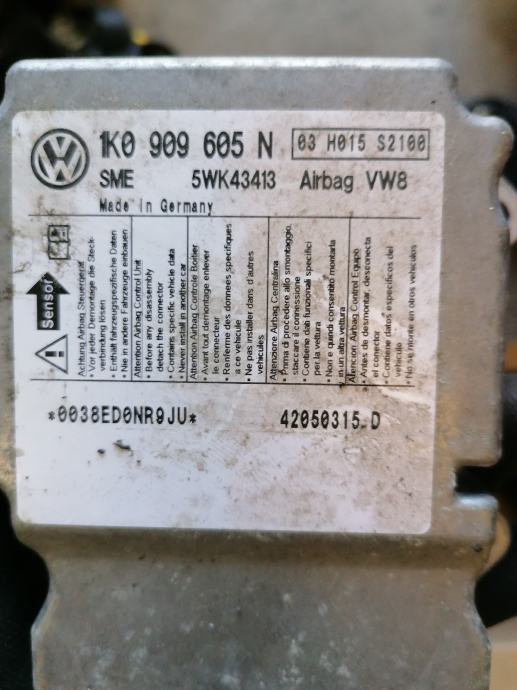 1K0 909 605 N
03 H015 S2100
SME 5WK43413 Airbag VW8
Made in Germany
Sensor
Achtung Airbag Steuergerät
• Vor jeder Demontage die Steck-
verbindung lösen
• Enthält fahrzeugspezifische Daten
• Nie in andere Fahrzeuge einbauen
Attention Airbag Control Unit
• Before any disassembly
detach the connector
• Contains specific vehicle data
• Never install in another car
Attention Airbag Controle Boitier
• Avant tout demontage enlever
le connecteur
• Renferme des données spécifiques
a ce vehicule
• Ne pas installer dans d'autres
vehicules
Attenzione Airbag Centralina
• Prima di procedere allo smontaggio,
staccare il connessione
• Contiene dati funzionali specifici
per la vettura
• Non e quindi consentido montarla
in un altra vettura
Atencion Airbag Control Equipo
• Antes de desmontar, desconecta
el conector
• Contiene datos especificos del
vehiculo
• No se monte en otros vehiculos
*0038ED0NR9JU* 42050315 D